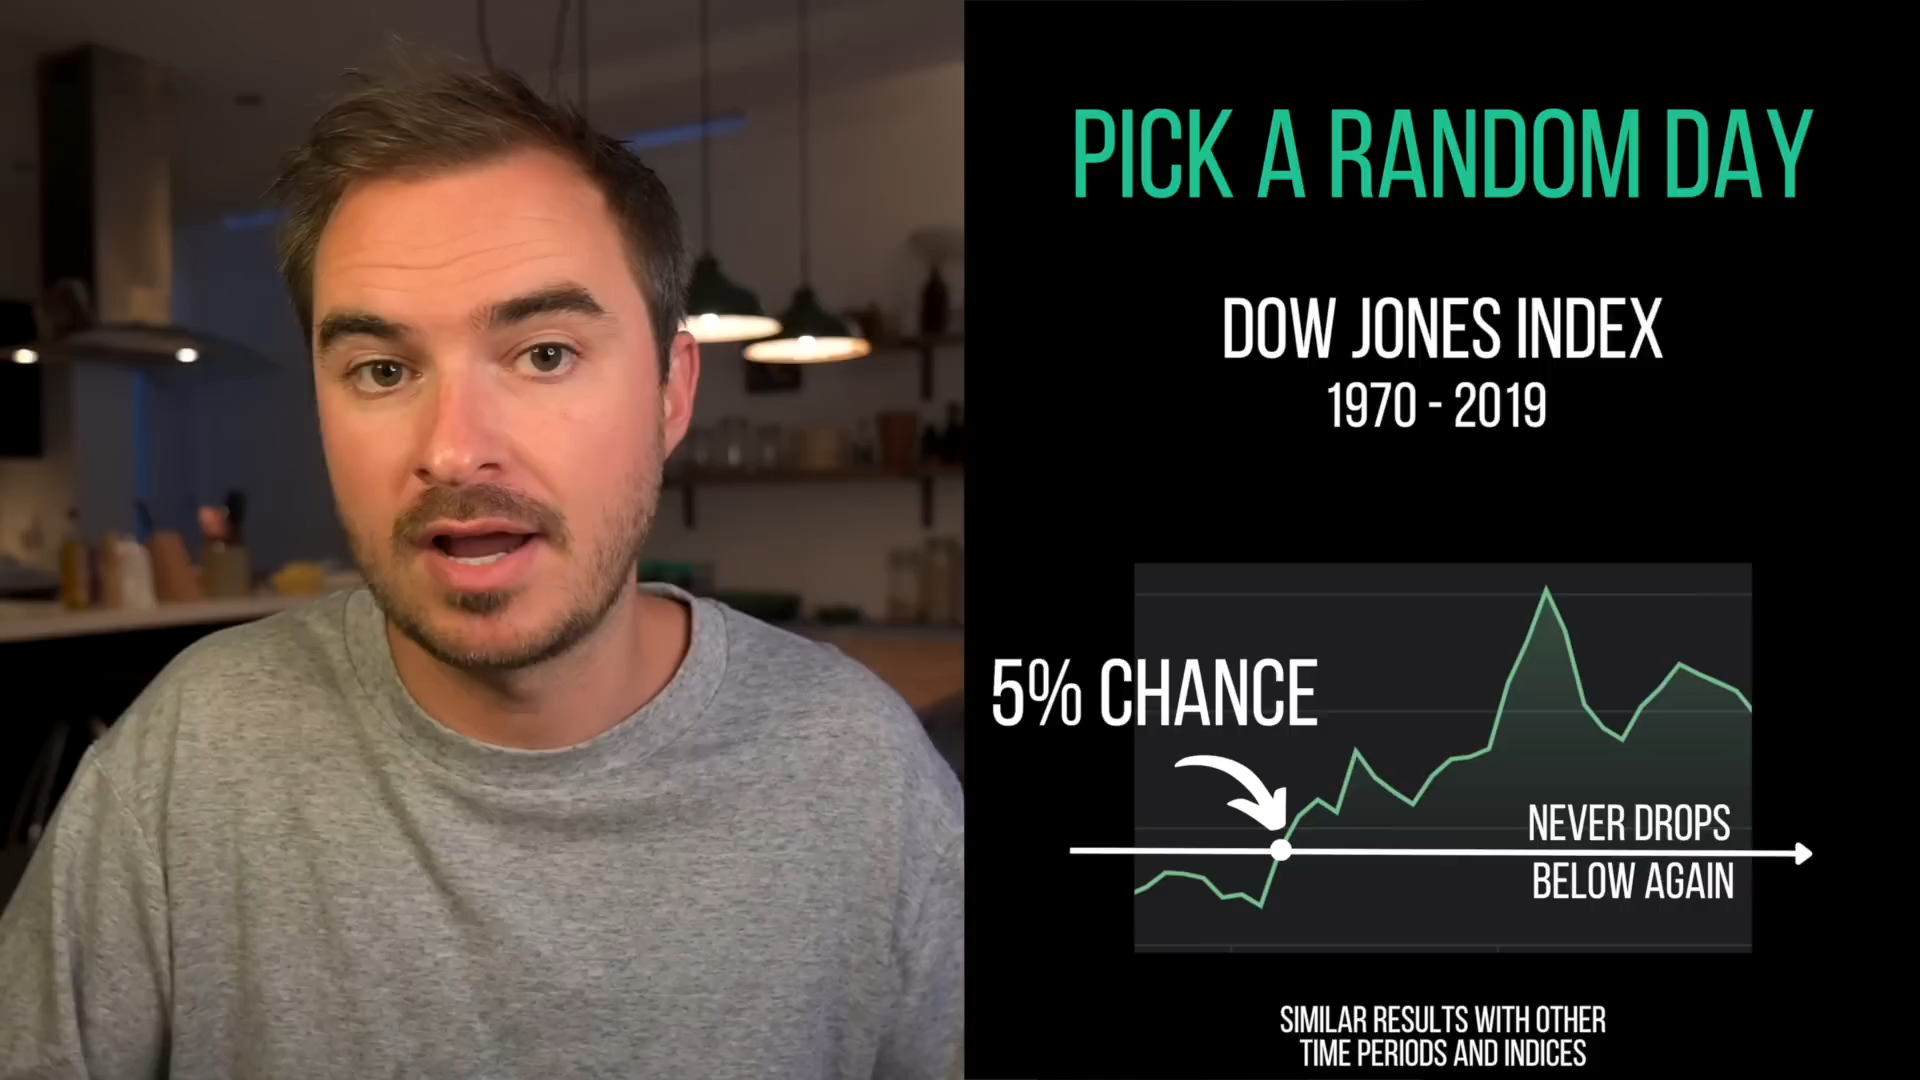 PICK A RANDOM DAY
DOW JONES INDEX
1970 - 2019
5% CHANCE
NEVER DROPS
BELOW AGAIN
SIMILAR RESULTS WITH OTHER
TIME PERIODS AND INDICES